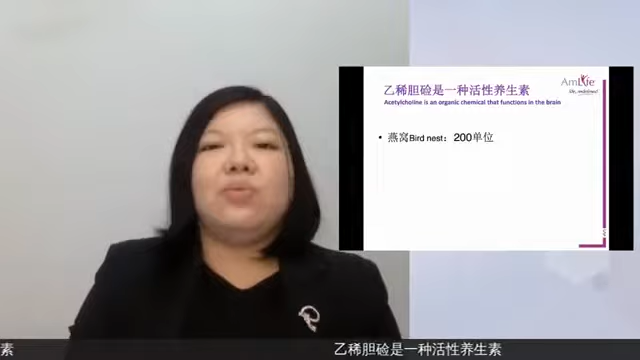 AmLife
乙稀胆硷是一种活性养生素
Acetylcholine is an organic chemical that functions in the brain
• 燕窝Bird nest：200单位
素
乙稀胆硷是一种活性养生素